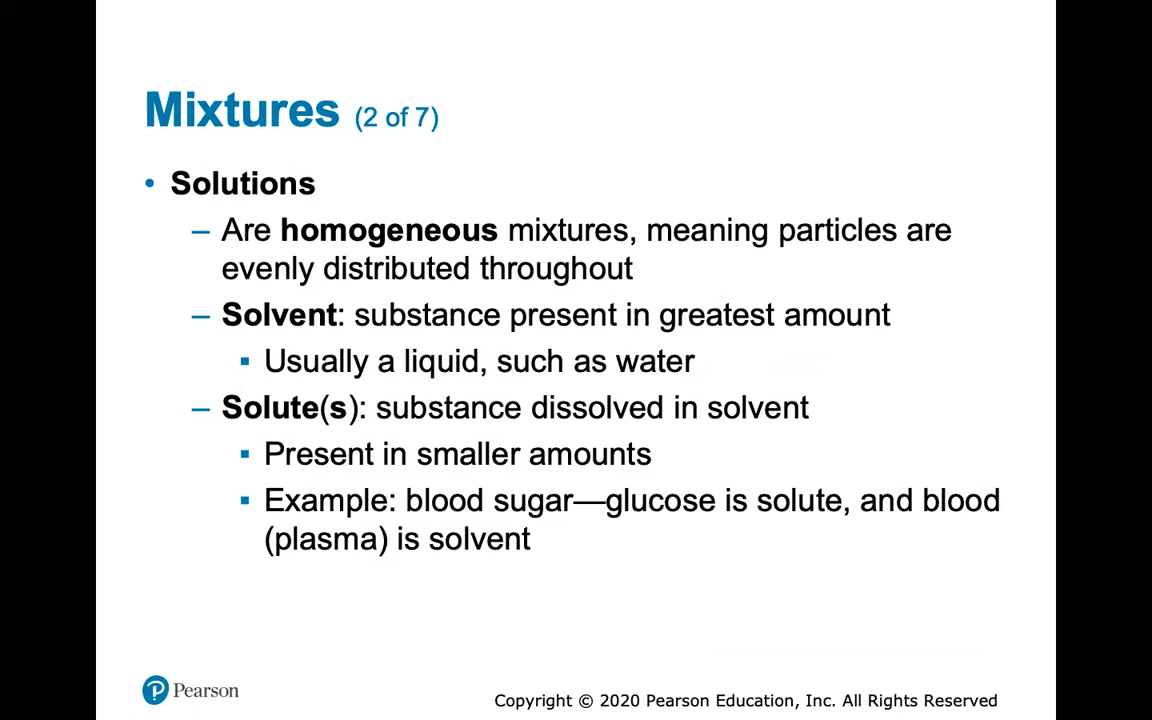 Mixtures (2 of 7)
• Solutions
– Are homogeneous mixtures, meaning particles are
evenly distributed throughout
– Solvent: substance present in greatest amount
▪ Usually a liquid, such as water
– Solute(s): substance dissolved in solvent
▪ Present in smaller amounts
▪ Example: blood sugar—glucose is solute, and blood
(plasma) is solvent
Pearson
Copyright © 2020 Pearson Education, Inc. All Rights Reserved